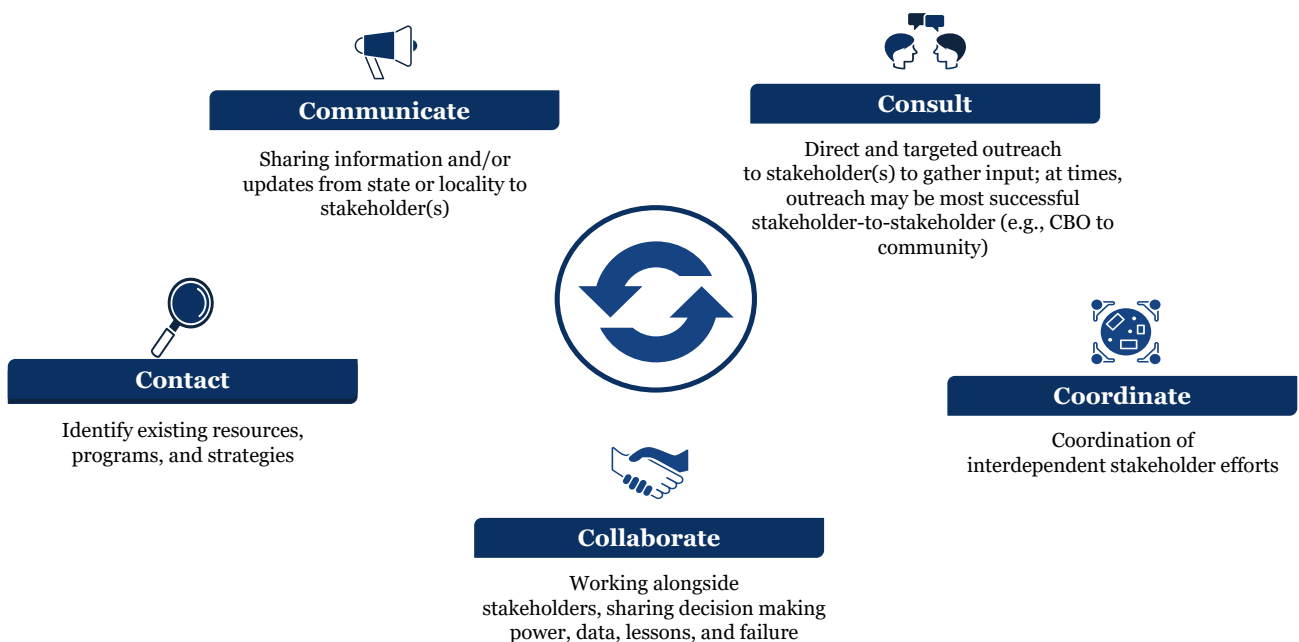 Communicate
Sharing information and/or
updates from state or locality to
stakeholder(s)
Consult
Direct and targeted outreach
to stakeholder(s) to gather input; at times,
outreach may be most successful
stakeholder-to-stakeholder (e.g., CBO to
community)
Contact
Identify existing resources,
programs, and strategies
Coordinate
Coordination of
interdependent stakeholder efforts
Collaborate
Working alongside
stakeholders, sharing decision making
power, data, lessons, and failure